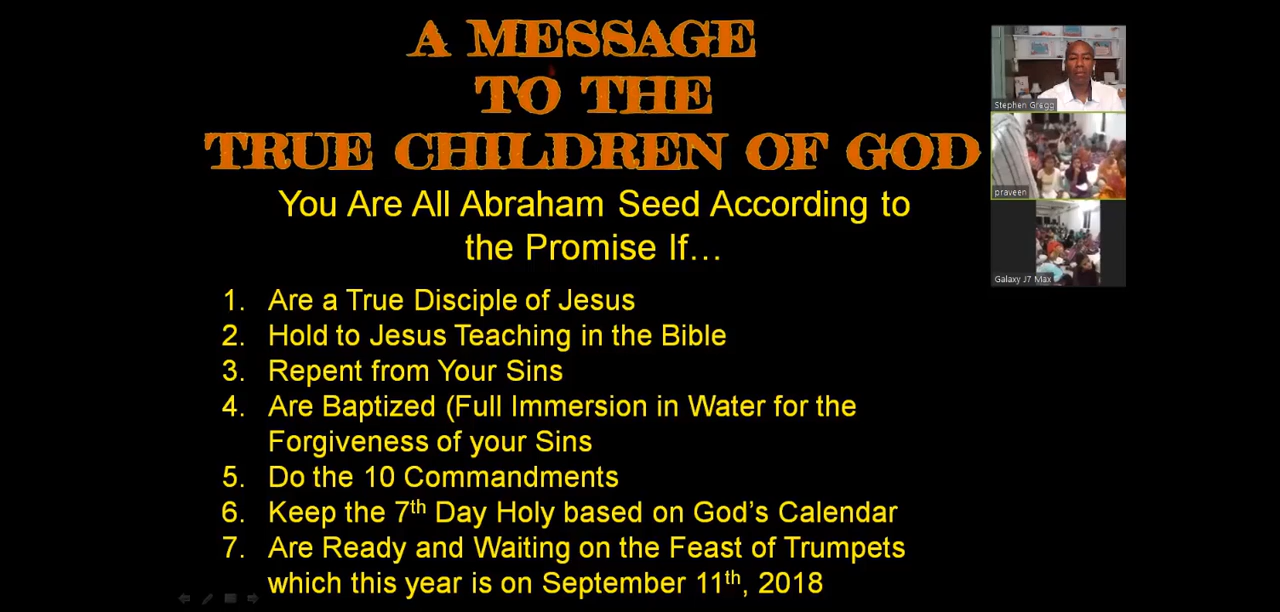 A MESSAGE
TO THE
TRUE CHILDREN OF GOD
You Are All Abraham Seed According to
the Promise If…
1. Are a True Disciple of Jesus
2. Hold to Jesus Teaching in the Bible
3. Repent from Your Sins
4. Are Baptized (Full Immersion in Water for the
Forgiveness of your Sins
5. Do the 10 Commandments
6. Keep the 7th Day Holy based on God's Calendar
7. Are Ready and Waiting on the Feast of Trumpets
which this year is on September 11th, 2018
Stephen Gregg
praveen
Galaxy J7 Max